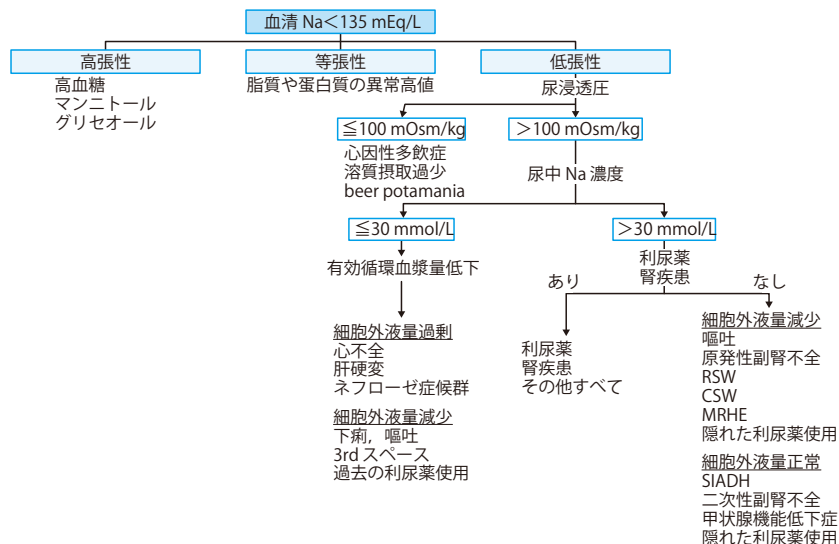 血清 Na＜135 mEq/L
高張性
高血糖
マンニトール
グリセオール
等張性
脂質や蛋白質の異常高値
低張性
尿浸透圧
≦100 mOsm/kg
心因性多飲症
溶質摂取過少
beer potamania
＞100 mOsm/kg
尿中 Na 濃度
≦30 mmol/L
有効循環血漿量低下
細胞外液量過剰
心不全
肝硬変
ネフローゼ症候群
細胞外液量減少
下痢，嘔吐
3rd スペース
過去の利尿薬使用
＞30 mmol/L
利尿薬
腎疾患
あり
なし
利尿薬
腎疾患
その他すべて
細胞外液量減少
嘔吐
原発性副腎不全
RSW
CSW
MRHE
隠れた利尿薬使用
細胞外液量正常
SIADH
二次性副腎不全
甲状腺機能低下症
隠れた利尿薬使用